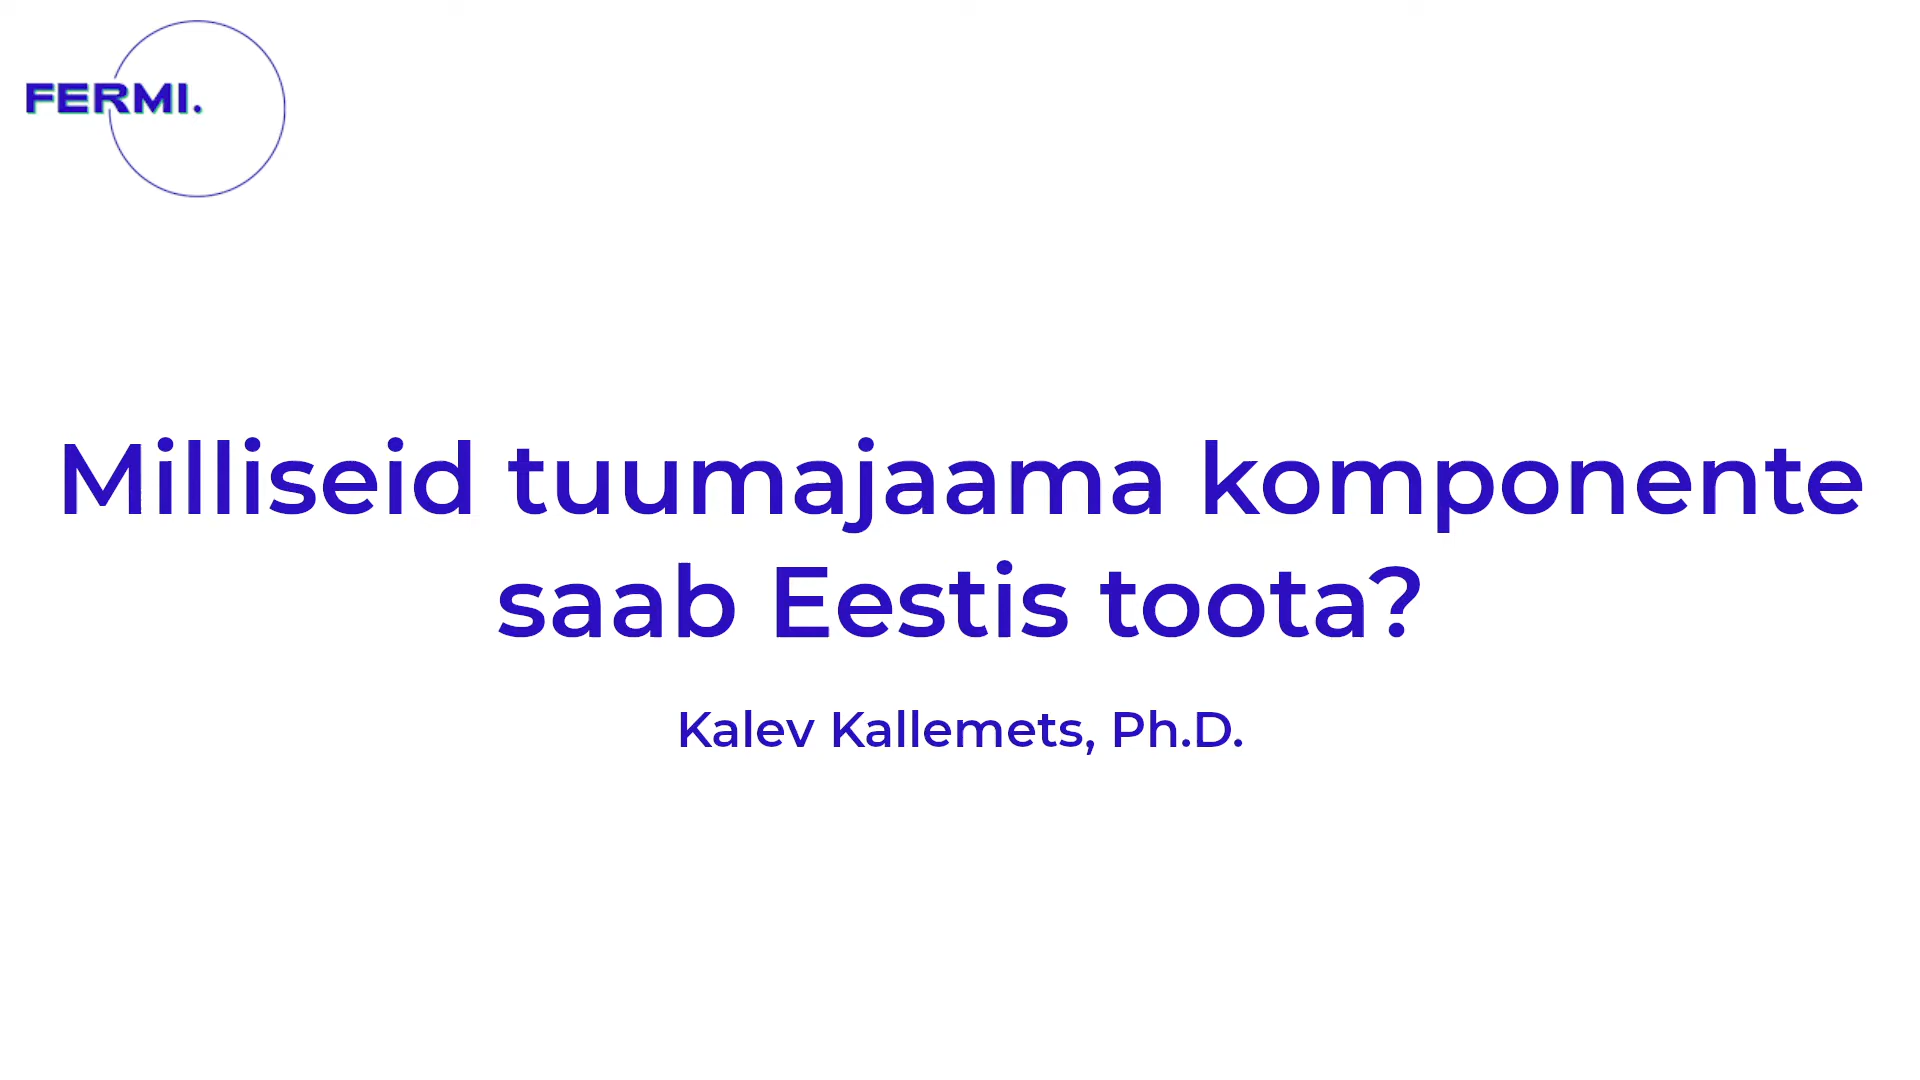 FERMI.
Milliseid tuumajaama komponente
saab Eestis toota?
Kalev Kallemets, Ph.D.